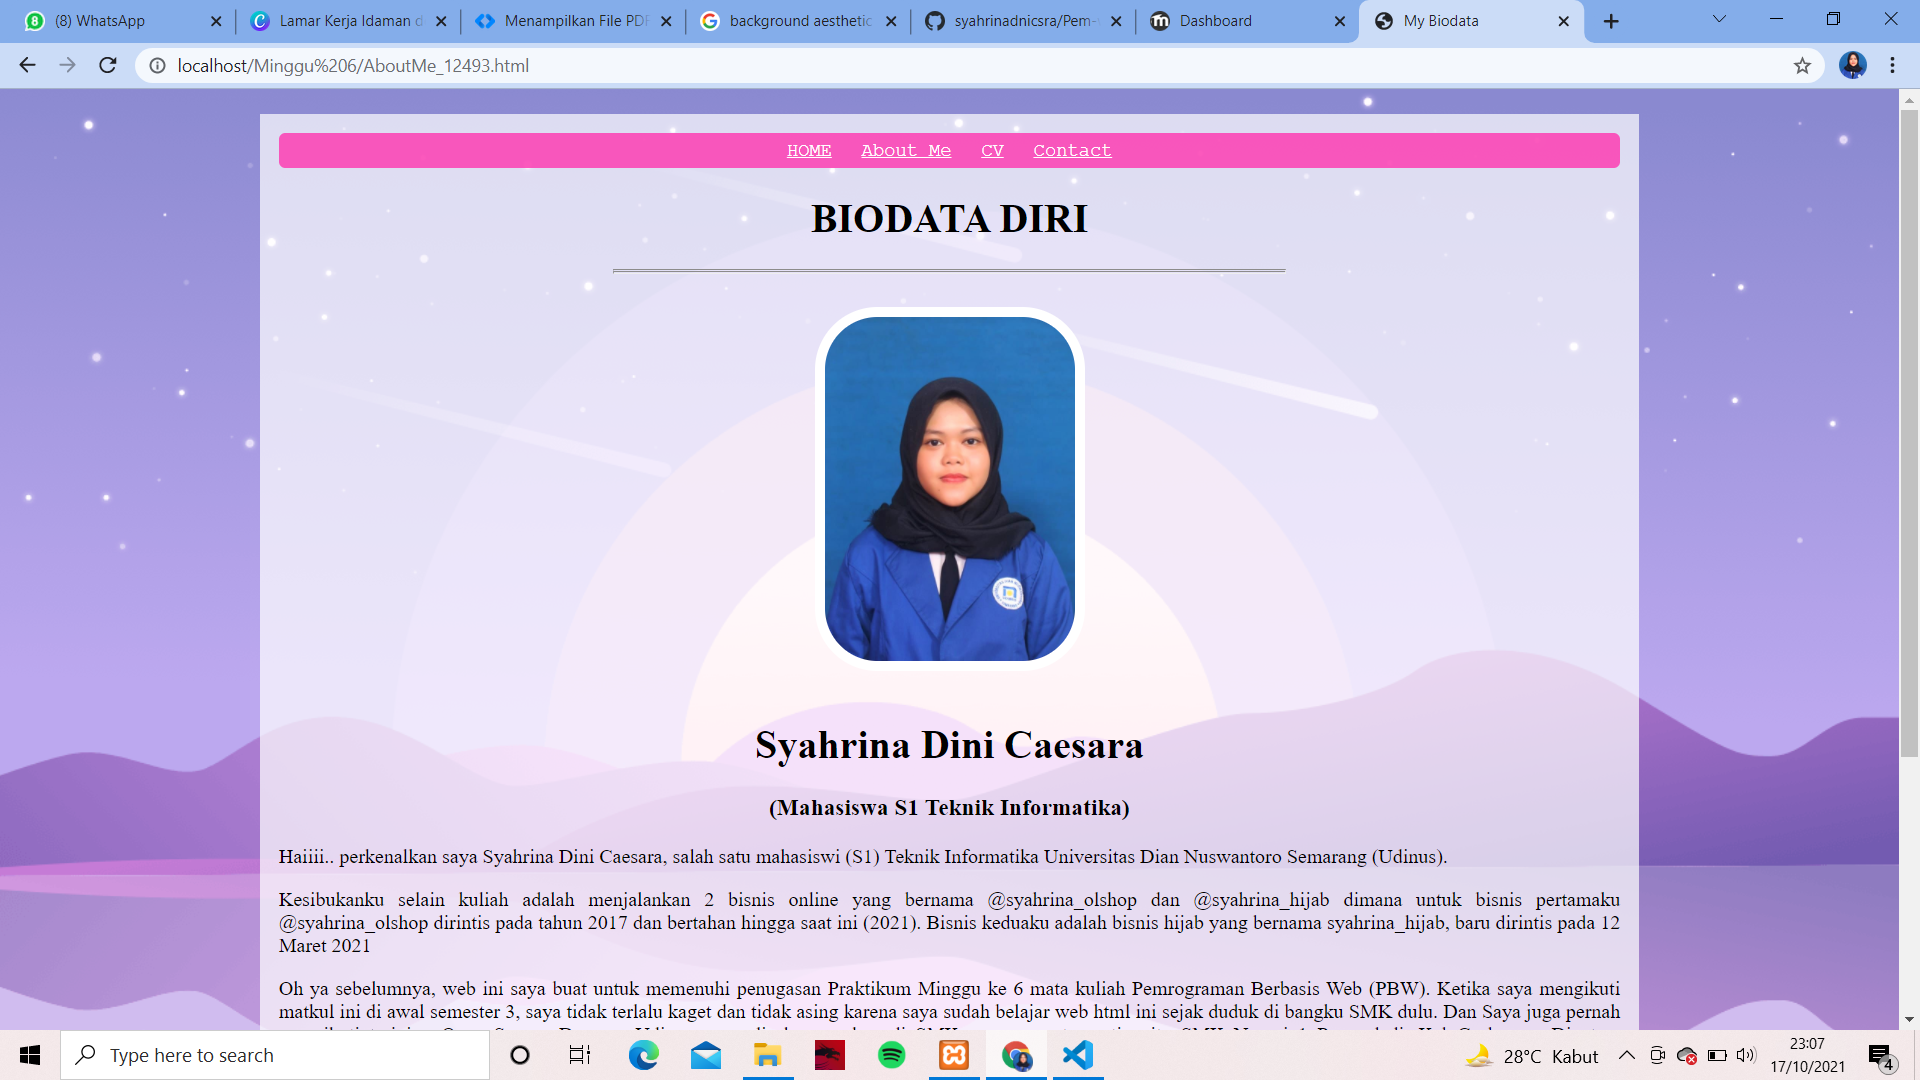 (8) WhatsApp
Lamar Kerja Idaman d
Menampilkan File PDF
background aesthetic
syahrinadnicsra/Pem-
Dashboard
My Biodata
localhost/Minggu%206/AboutMe_12493.html
HOME About Me CV Contact
BIODATA DIRI
Syahrina Dini Caesara
(Mahasiswa S1 Teknik Informatika)
Haiiii.. perkenalkan saya Syahrina Dini Caesara, salah satu mahasiswi (S1) Teknik Informatika Universitas Dian Nuswantoro Semarang (Udinus).
Kesibukanku selain kuliah adalah menjalankan 2 bisnis online yang bernama @syahrina_olshop dan @syahrina_hijab dimana untuk bisnis pertamaku
@syahrina_olshop dirintis pada tahun 2017 dan bertahan hingga saat ini (2021). Bisnis keduaku adalah bisnis hijab yang bernama syahrina_hijab, baru dirintis pada 12
Maret 2021
Oh ya sebelumnya, web ini saya buat untuk memenuhi penugasan Praktikum Minggu ke 6 mata kuliah Pemrograman Berbasis Web (PBW). Ketika saya mengikuti
matkul ini di awal semester 3, saya tidak terlalu kaget dan tidak asing karena saya sudah belajar web html ini sejak duduk di bangku SMK dulu. Dan Saya juga pernah
Type here to search
28°C Kabut
23:07
17/10/2021
4